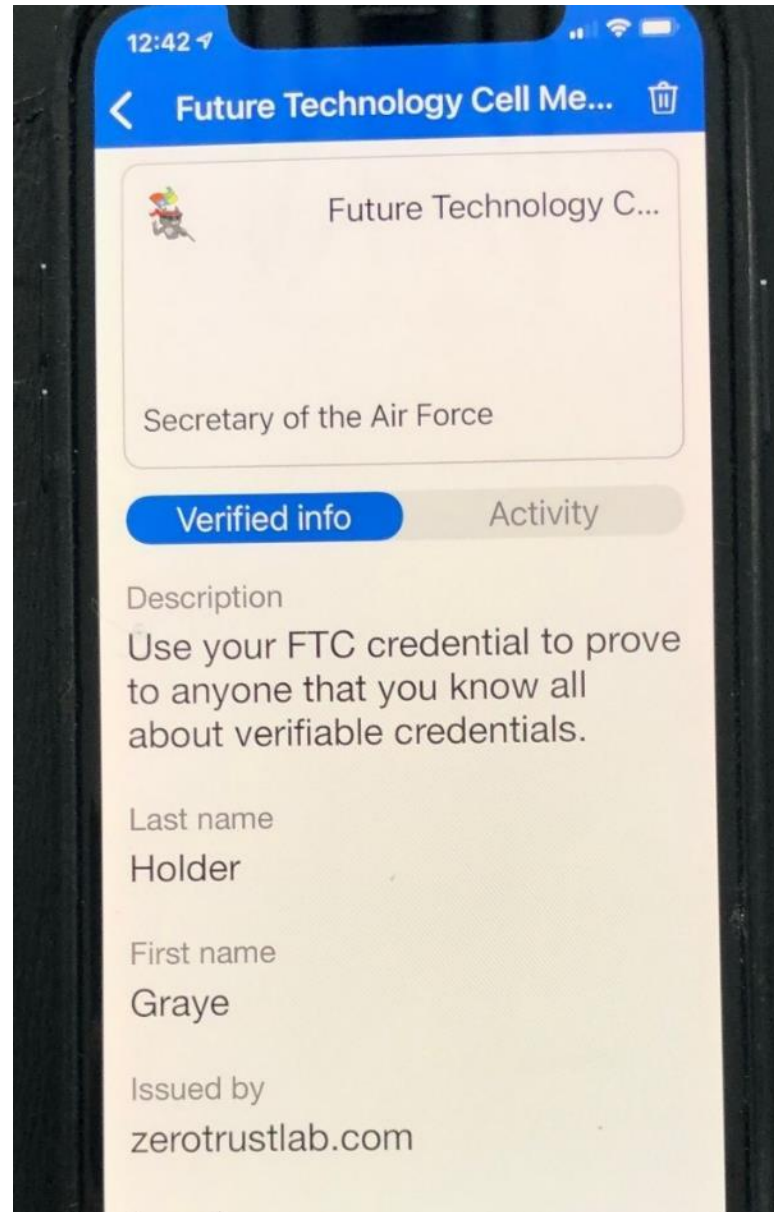 12:42
Future Technology Cell Me...
Future Technology C...
Secretary of the Air Force
Verified info Activity
Description
Use your FTC credential to prove
to anyone that you know all
about verifiable credentials.
Last name
Holder
First name
Graye
Issued by
zerotrustlab.com